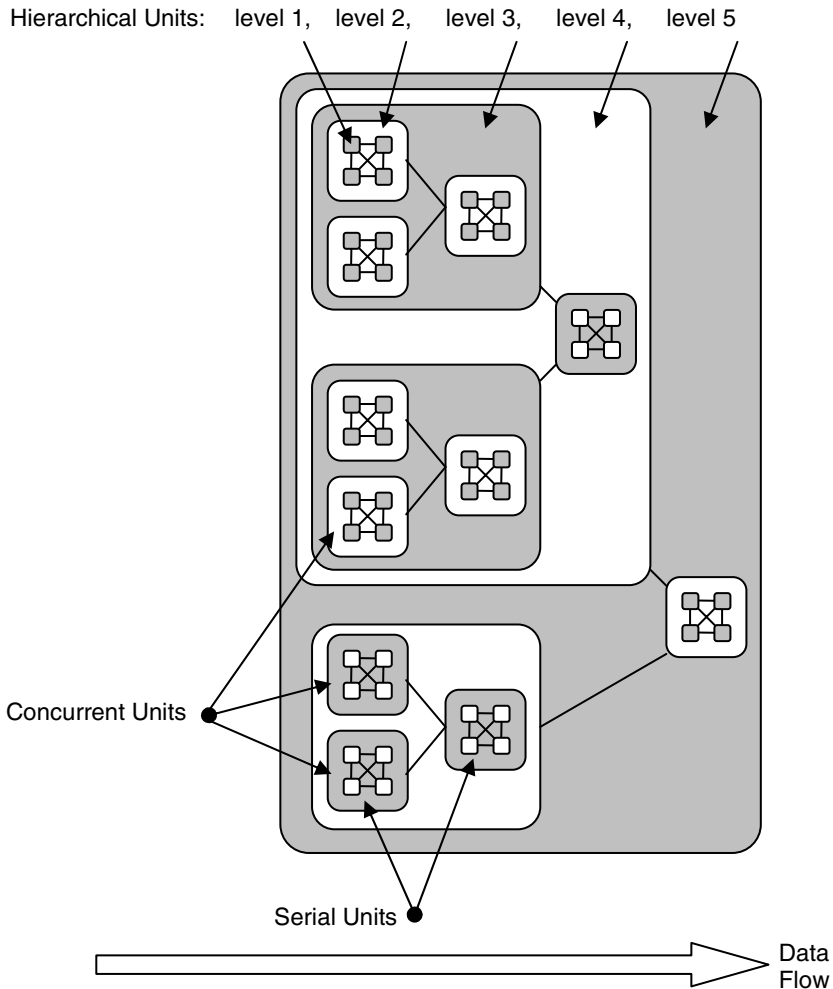 Hierarchical Units: level 1, level 2, level 3, level 4, level 5
Concurrent Units
Serial Units
Data
Flow